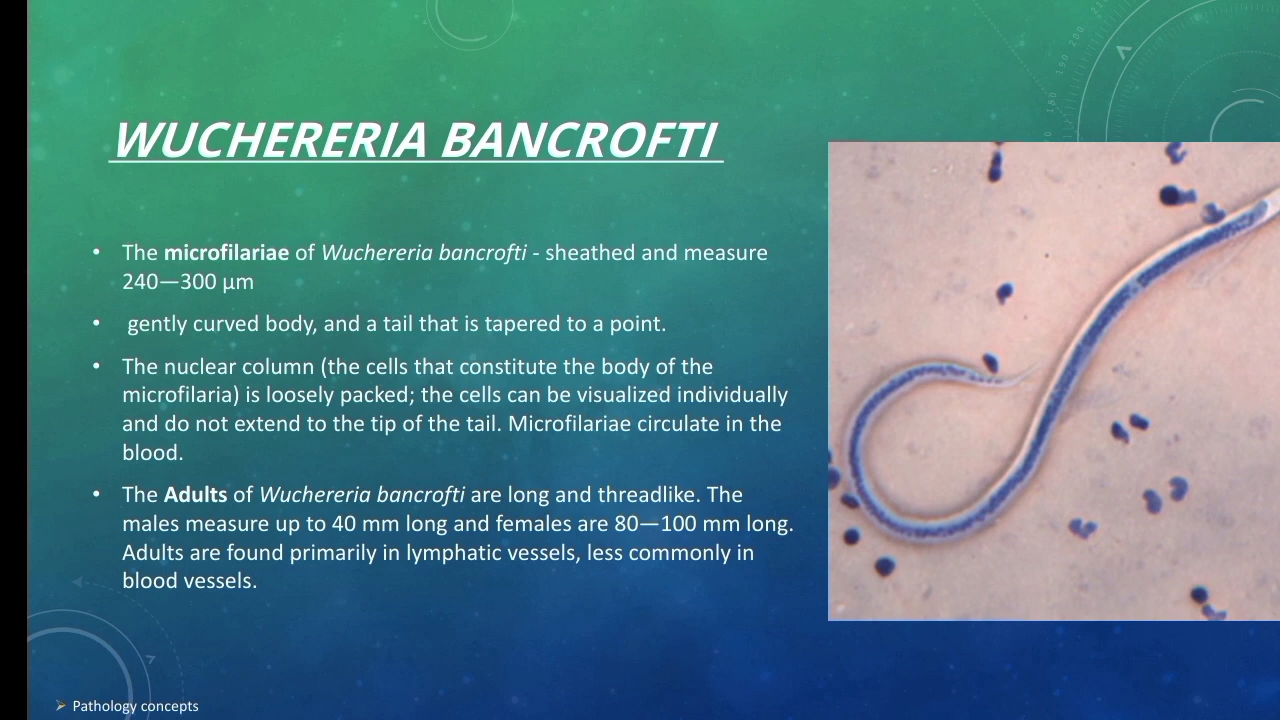 WUCHERERIA BANCROFTI
• The microfilariae of Wuchereria bancrofti - sheathed and measure
240—300 µm
• gently curved body, and a tail that is tapered to a point.
• The nuclear column (the cells that constitute the body of the
microfilaria) is loosely packed; the cells can be visualized individually
and do not extend to the tip of the tail. Microfilariae circulate in the
blood.
• The Adults of Wuchereria bancrofti are long and threadlike. The
males measure up to 40 mm long and females are 80—100 mm long.
Adults are found primarily in lymphatic vessels, less commonly in
blood vessels.
➢ Pathology concepts